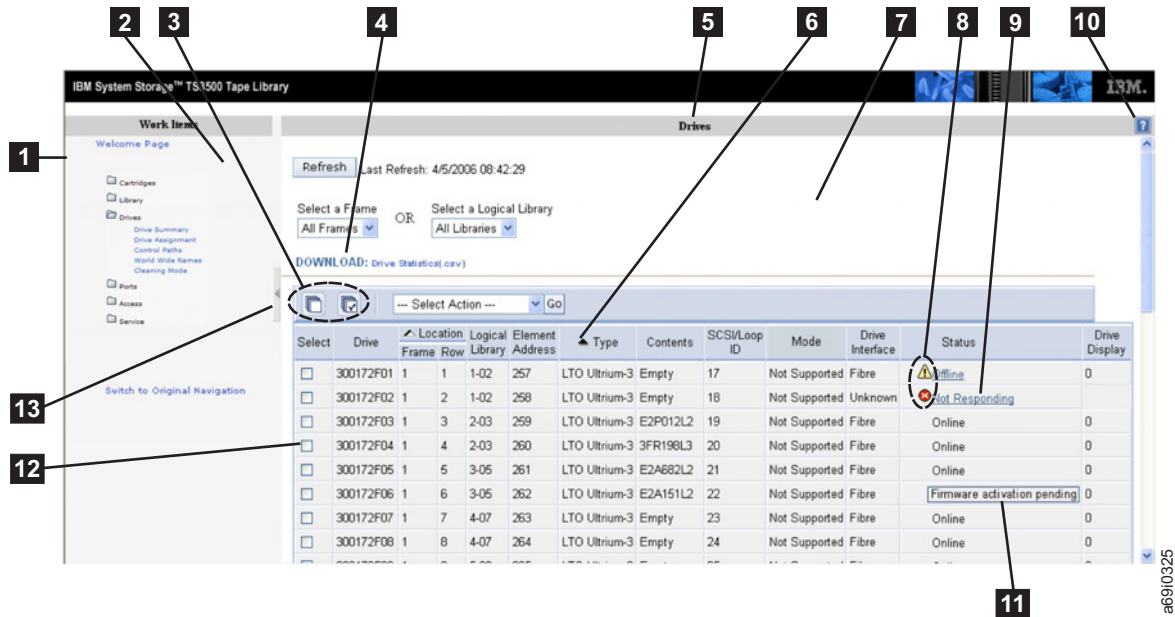 2 3 4 5 6 7 8 9 10
IBM System Storage™ TS3500 Tape Library
IBM.
Work Items
Drives
?
1
Welcome Page
Refresh Last Refresh: 4/5/2006 08:42:29
Cartridges
Library
Drives
Drive Summary
Drive Assignment
Control Paths
World Wide Names
Cleaning Mode
Ports
Access
Service
Switch to Original Navigation
Select a Frame OR Select a Logical Library
All Frames All Libraries
DOWNLOAD: Drive Statistics(.csv)
--- Select Action --- Go
Select Drive Location Logical Library Element Address Type Contents SCSI/Loop ID Mode Drive Interface Status Drive Display
Frame Row
300172F01 1 1 1-02 257 LTO Ultrium-3 Empty 17 Not Supported Fibre Offline 0
300172F02 1 2 1-02 258 LTO Ultrium-3 Empty 18 Not Supported Unknown Not Responding
300172F03 1 3 2-03 259 LTO Ultrium-3 E2P012L2 19 Not Supported Fibre Online 0
300172F04 1 4 2-03 260 LTO Ultrium-3 3FR198L3 20 Not Supported Fibre Online 0
300172F05 1 5 3-05 261 LTO Ultrium-3 E2A682L2 21 Not Supported Fibre Online 0
300172F06 1 6 3-05 262 LTO Ultrium-3 E2A151L2 22 Not Supported Fibre Firmware activation pending 0
300172F07 1 7 4-07 263 LTO Ultrium-3 Empty 23 Not Supported Fibre Online 0
300172F08 1 8 4-07 264 LTO Ultrium-3 Empty 24 Not Supported Fibre Online 0
13
12
11
a69i0325